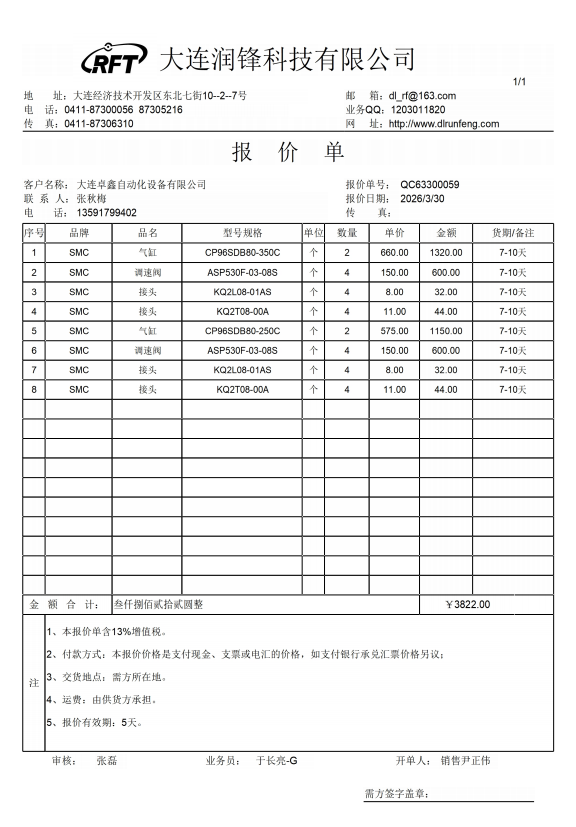 RFT 大连润锋科技有限公司
1/1
地 址：大连经济技术开发区东北七街10--2--7号 邮 箱：dl_rf@163.com
电 话：0411-87300056 87305216 业务QQ：1203011820
传 真：0411-87306310 网 址：http://www.dlrunfeng.com
报 价 单
客户名称：大连卓鑫自动化设备有限公司 报价单号：QC63300059
联 系 人：张秋梅 报价日期：2026/3/30
电 话：13591799402 传 真：
序号 品牌 品名 型号规格 单位 数量 单价 金额 货期/备注
1 SMC 气缸 CP96SDB80-350C 个 2 660.00 1320.00 7-10天
2 SMC 调速阀 ASP530F-03-08S 个 4 150.00 600.00 7-10天
3 SMC 接头 KQ2L08-01AS 个 4 8.00 32.00 7-10天
4 SMC 接头 KQ2T08-00A 个 4 11.00 44.00 7-10天
5 SMC 气缸 CP96SDB80-250C 个 2 575.00 1150.00 7-10天
6 SMC 调速阀 ASP530F-03-08S 个 4 150.00 600.00 7-10天
7 SMC 接头 KQ2L08-01AS 个 4 8.00 32.00 7-10天
8 SMC 接头 KQ2T08-00A 个 4 11.00 44.00 7-10天
金 额 合 计： 叁仟捌佰贰拾贰圆整 ￥3822.00
注
1、本报价单含13%增值税。
2、付款方式：本报价价格是支付现金、支票或电汇的价格，如支付银行承兑汇票价格另议；
3、交货地点：需方所在地。
4、运费：由供货方承担。
5、报价有效期：5天。
审核： 张磊 业务员： 于长亮-G 开单人： 销售尹正伟
需方签字盖章：